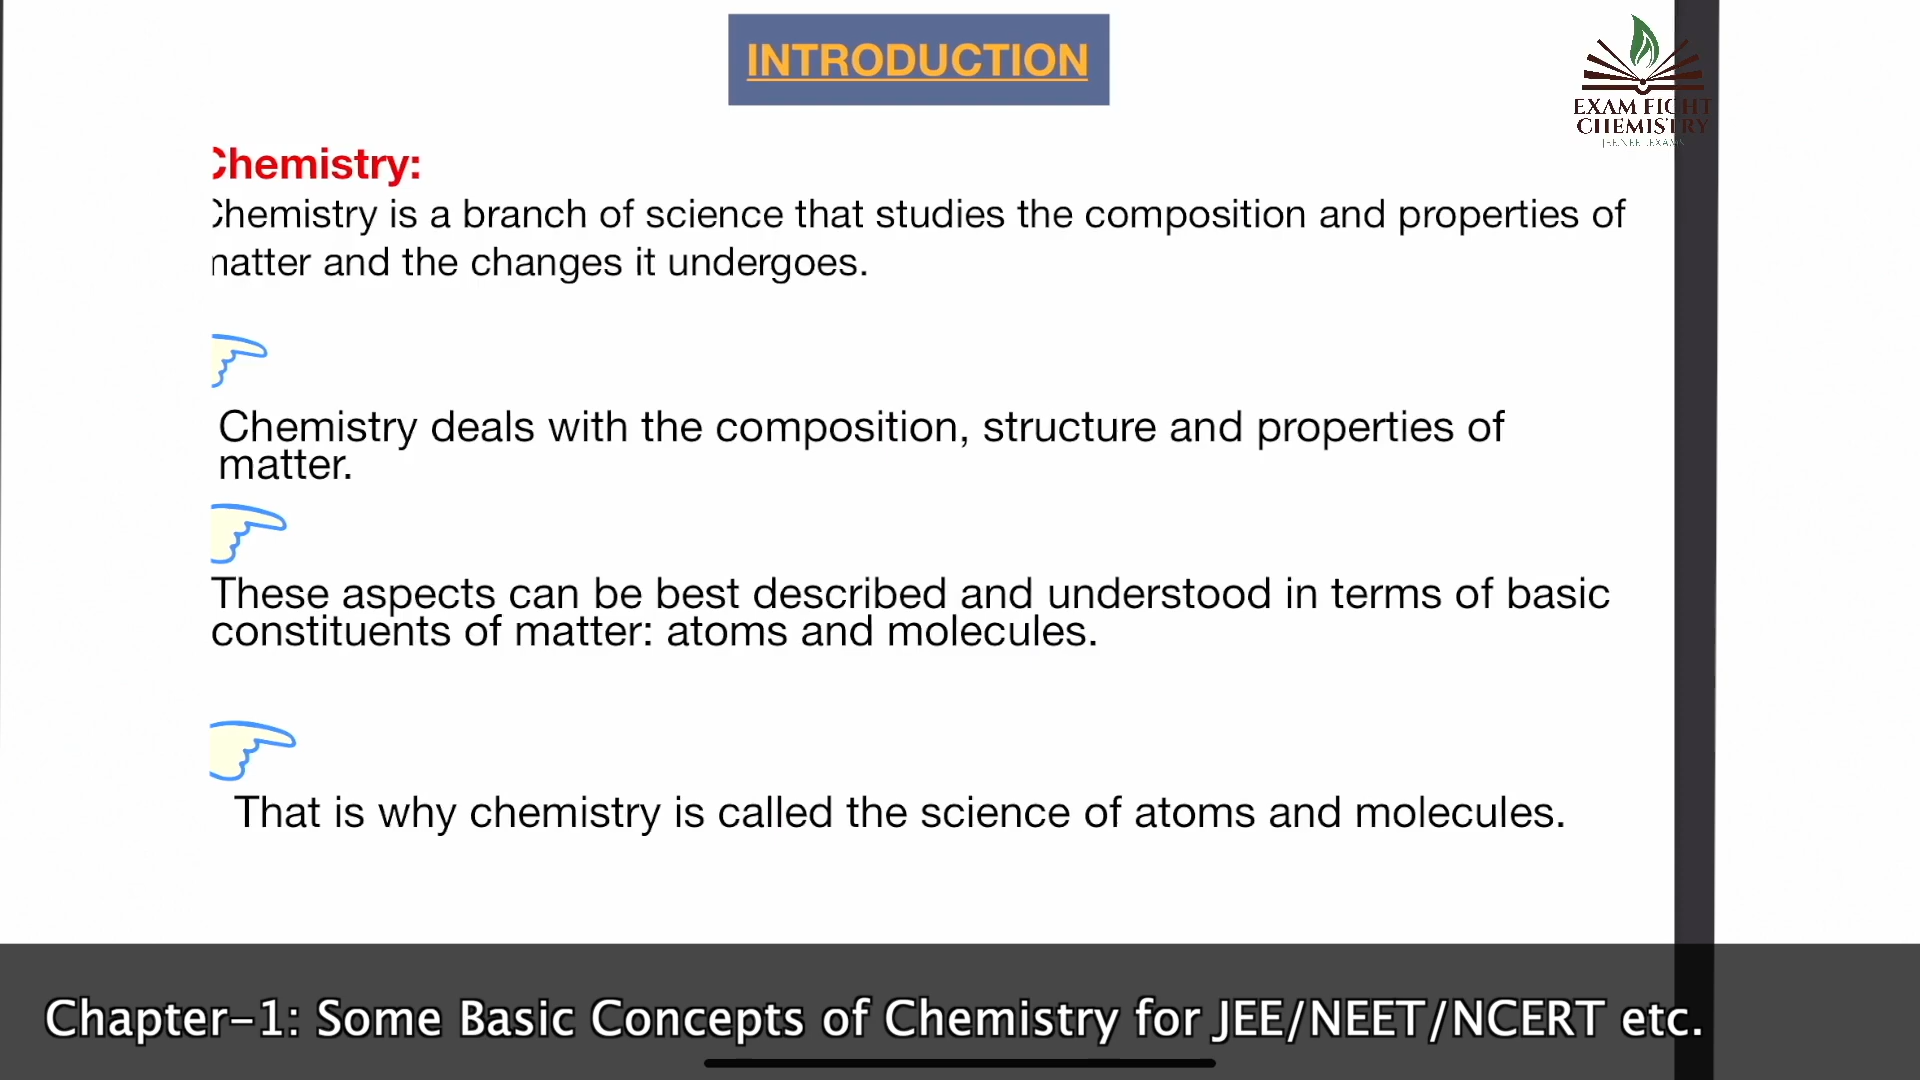 INTRODUCTION
EXAM FIGHT
CHEMISTRY
Chemistry:
Chemistry is a branch of science that studies the composition and properties of
matter and the changes it undergoes.
Chemistry deals with the composition, structure and properties of
matter.
These aspects can be best described and understood in terms of basic
constituents of matter: atoms and molecules.
That is why chemistry is called the science of atoms and molecules.
Chapter-1: Some Basic Concepts of Chemistry for JEE/NEET/NCERT etc.